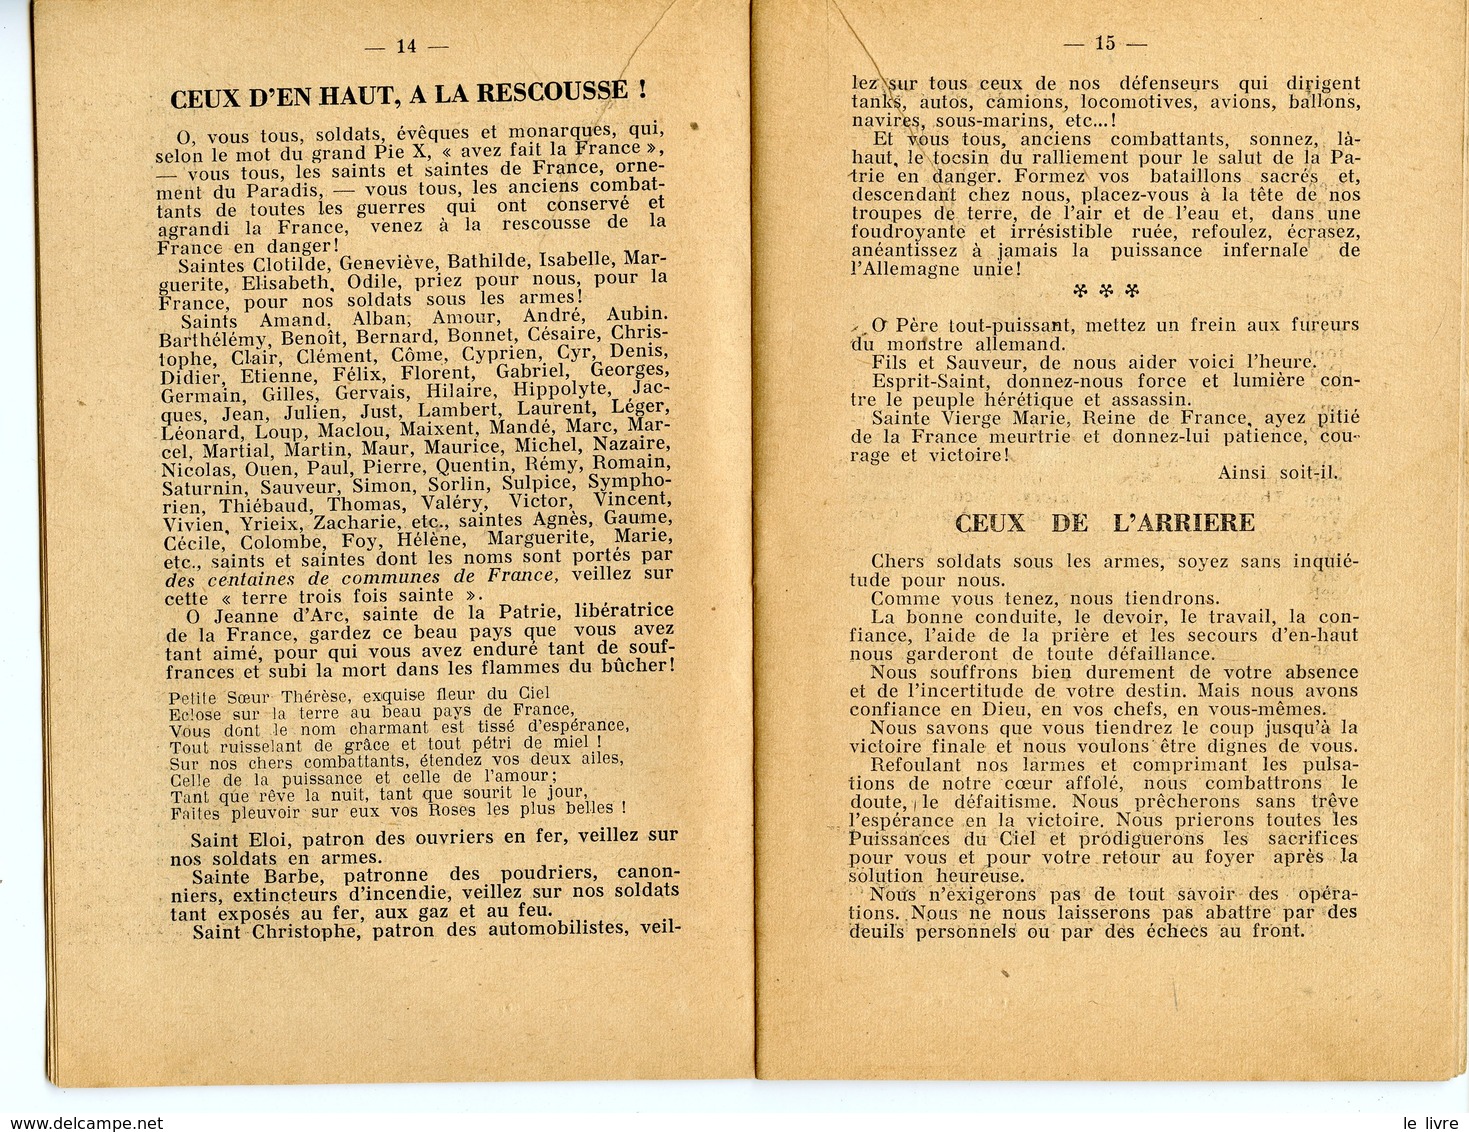 — 14 —
CEUX D'EN HAUT, A LA RESCOUSSE !
O, vous tous, soldats, évêques et monarques, qui,
selon le mot du grand Pie X, « avez fait la France »,
— vous tous, les saints et saintes de France, orne-
ment du Paradis, — vous tous, les anciens combat-
tants de toutes les guerres qui ont conservé et
agrandi la France, venez à la rescousse de la
France en danger!
Saintes Clotilde, Geneviève, Bathilde, Isabelle, Mar-
guerite, Elisabeth, Odile, priez pour nous, pour la
France, pour nos soldats sous les armes!
Saints Amand, Alban, Amour, André, Aubin.
Barthélémy, Benoît, Bernard, Bonnet, Césaire, Chris-
tophe, Clair, Clément, Côme, Cyprien, Cyr, Denis,
Didier, Etienne, Félix, Florent, Gabriel, Georges,
Germain, Gilles, Gervais, Hilaire, Hippolyte, Jac-
ques, Jean, Julien, Just, Lambert, Laurent, Léger,
Léonard, Loup, Maclou, Maixent, Mandé, Marc, Mar-
cel, Martial, Martin, Maur, Maurice, Michel, Nazaire,
Nicolas, Ouen, Paul, Pierre, Quentin, Rémy, Romain,
Saturnin, Sauveur, Simon, Sorlin, Sulpice, Sympho-
rien, Thiébaud, Thomas, Valéry, Victor, Vincent,
Vivien, Yrieix, Zacharie, etc., saintes Agnès, Gaume,
Cécile, Colombe, Foy, Hélène, Marguerite, Marie,
etc., saints et saintes dont les noms sont portés par
des centaines de communes de France, veillez sur
cette « terre trois fois sainte ».
O Jeanne d'Arc, sainte de la Patrie, libératrice
de la France, gardez ce beau pays que vous avez
tant aimé, pour qui vous avez enduré tant de souf-
frances et subi la mort dans les flammes du bûcher!
Petite Sœur Thérèse, exquise fleur du Ciel
Eclose sur la terre au beau pays de France,
Vous dont le nom charmant est tissé d'espérance,
Tout ruisselant de grâce et tout pétri de miel !
Sur nos chers combattants, étendez vos deux ailes,
Celle de la puissance et celle de l'amour;
Tant que rêve la nuit, tant que sourit le jour,
Faites pleuvoir sur eux vos Roses les plus belles !
Saint Eloi, patron des ouvriers en fer, veillez sur
nos soldats en armes.
Sainte Barbe, patronne des poudriers, canon-
niers, extincteurs d'incendie, veillez sur nos soldats
tant exposés au fer, aux gaz et au feu.
Saint Christophe, patron des automobilistes, veil-
— 15 —
lez sur tous ceux de nos défenseurs qui dirigent
tanks, autos, camions, locomotives, avions, ballons,
navires, sous-marins, etc...!
Et vous tous, anciens combattants, sonnez, là-
haut, le tocsin du ralliement pour le salut de la Pa-
trie en danger. Formez vos bataillons sacrés et,
descendant chez nous, placez-vous à la tête de nos
troupes de terre, de l'air et de l'eau et, dans une
foudroyante et irrésistible ruée, refoulez, écrasez,
anéantissez à jamais la puissance infernale de
l'Allemagne unie!
* * *
O Père tout-puissant, mettez un frein aux fureurs
du monstre allemand.
Fils et Sauveur, de nous aider voici l'heure.
Esprit-Saint, donnez-nous force et lumière con-
tre le peuple hérétique et assassin.
Sainte Vierge Marie, Reine de France, ayez pitié
de la France meurtrie et donnez-lui patience, cou-
rage et victoire!
Ainsi soit-il.
CEUX DE L'ARRIERE
Chers soldats sous les armes, soyez sans inquié-
tude pour nous.
Comme vous tenez, nous tiendrons.
La bonne conduite, le devoir, le travail, la con-
fiance, l'aide de la prière et les secours d'en-haut
nous garderont de toute défaillance.
Nous souffrons bien durement de votre absence
et de l'incertitude de votre destin. Mais nous avons
confiance en Dieu, en vos chefs, en vous-mêmes.
Nous savons que vous tiendrez le coup jusqu'à la
victoire finale et nous voulons être dignes de vous.
Refoulant nos larmes et comprimant les pulsa-
tions de notre cœur affolé, nous combattrons le
doute, le défaitisme. Nous prêcherons sans trêve
l'espérance en la victoire. Nous prierons toutes les
Puissances du Ciel et prodiguerons les sacrifices
pour vous et pour votre retour au foyer après la
solution heureuse.
Nous n'exigerons pas de tout savoir des opéra-
tions. Nous ne nous laisserons pas abattre par des
deuils personnels ou par des échecs au front.
www.delcampe.net
le livre